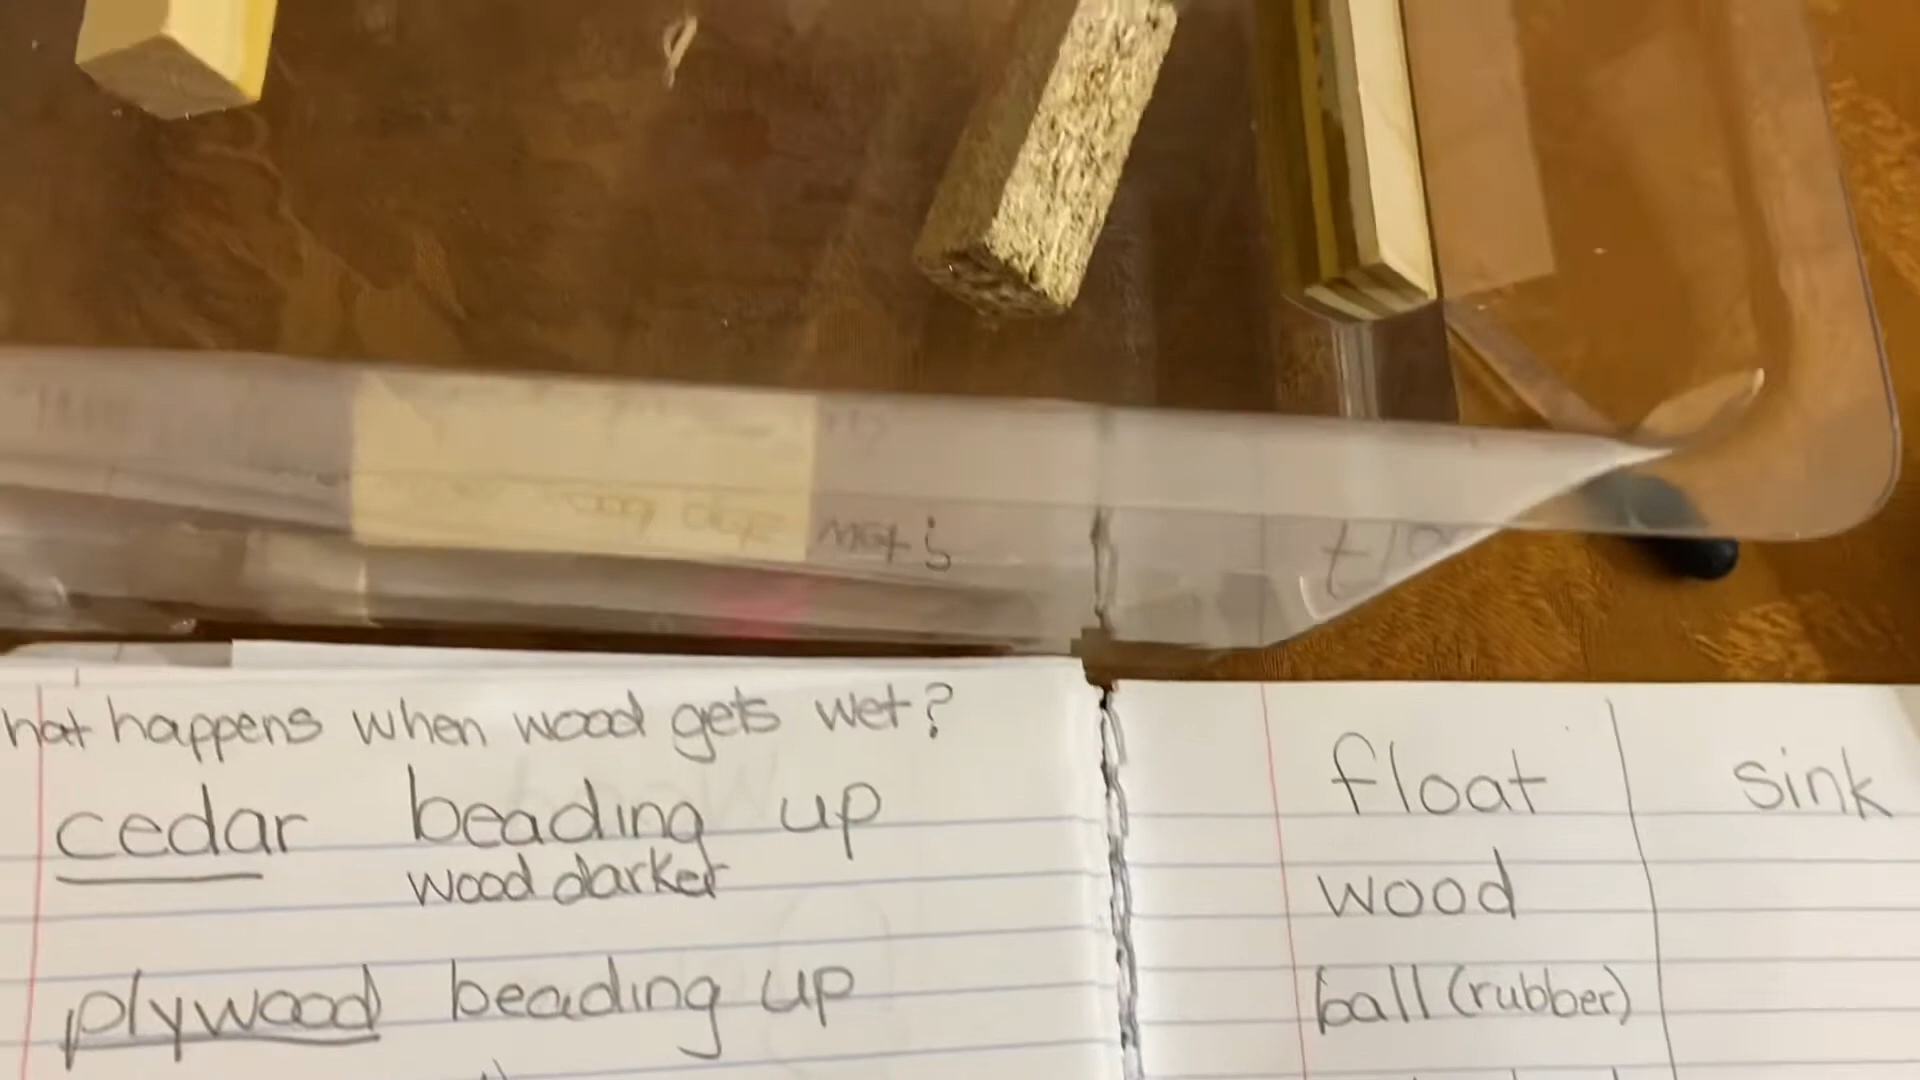 hat happens when wood gets wet?
cedar beading up
wood darker
plywood beading up
float sink
wood
ball (rubber)